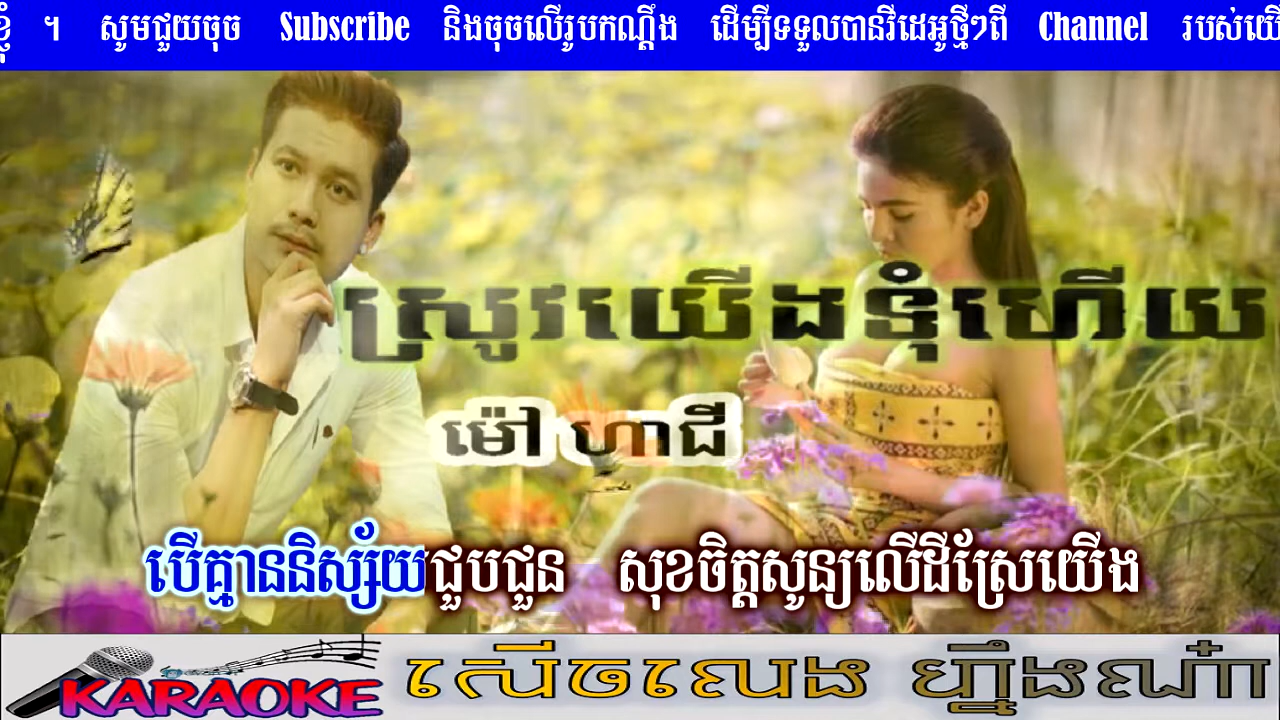 ខ្ញុំ ។ សូមជួយចុច Subscribe និងចុចលើរូបកណ្ដឹង ដើម្បីទទួលបានវីដេអូថ្មីៗពី Channel របស់យើ
ស្រូវយើងទុំហើយ
ម៉ៅ ហាជី
បើគ្មាននិស្ស័យជួបជួន សុខចិត្តសូន្យលើដីស្រែយើង
KARAOKE សើចលេង ហ្នឹងណ៎ា